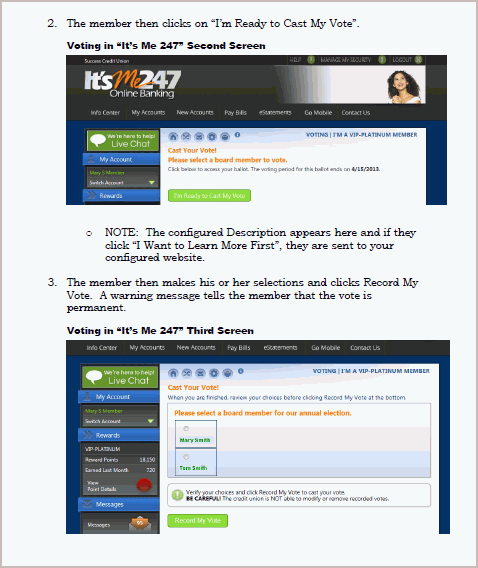 2. The member then clicks on “I’m Ready to Cast My Vote”.
Voting in “It’s Me 247” Second Screen
Success Credit Union
HELP ? MANAGE MY SECURITY LOGOUT
It’s Me 247
Online Banking
Info Center My Accounts New Accounts Pay Bills eStatements Go Mobile Contact Us
We're here to help!
Live Chat
My Account
Mary S Member
Switch Account
Rewards
VOTING | I'M A VIP-PLATINUM MEMBER
Cast Your Vote!
Please select a board member to vote.
Click below to access your ballot. The voting period for this ballot ends on 4/15/2013.
I'm Ready to Cast My Vote
o NOTE: The configured Description appears here and if they
click “I Want to Learn More First”, they are sent to your
configured website.
3. The member then makes his or her selections and clicks Record My
Vote. A warning message tells the member that the vote is
permanent.
Voting in “It’s Me 247” Third Screen
Info Center My Accounts New Accounts Pay Bills eStatements Go Mobile Contact Us
We're here to help!
Live Chat
My Account
Mary S Member
Switch Account
Rewards
VIP-PLATINUM
Reward Points 18,150
Earned Last Month 720
View
Point Details
Messages
Messages 95
VOTING | I'M A VIP-PLATINUM MEMBER
Cast Your Vote!
When you are finished, review your choices before clicking Record My Vote at the bottom.
Please select a board member for our annual election.
Mary Smith
Tom Smith
Verify your choices and click Record My Vote to cast your vote.
BE CAREFUL! The credit union is NOT able to modify or remove recorded votes.
Record My Vote